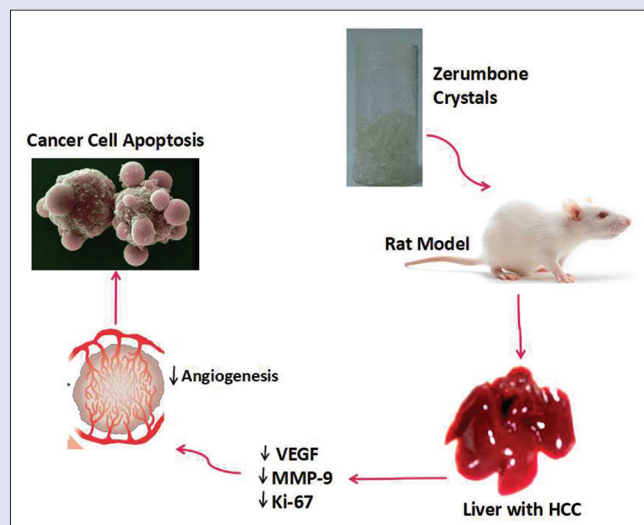 Zerumbone
Crystals
Rat Model
Liver with HCC
↓ VEGF
↓ MMP-9
↓ Ki-67
↓ Angiogenesis
Cancer Cell Apoptosis